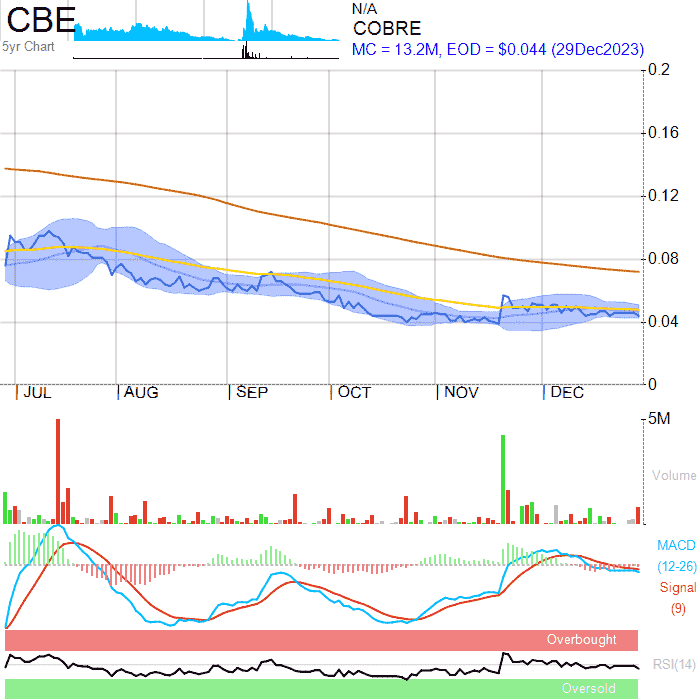 CBE
5yr Chart
N/A
COBRE
MC = 13.2M, EOD = $0.044 (29Dec2023)
0.2
0.16
0.12
0.08
0.04
0
JUL AUG SEP OCT NOV DEC
5M
Volume
MACD
(12-26)
Signal
(9)
Overbought
RSI(14)
Oversold